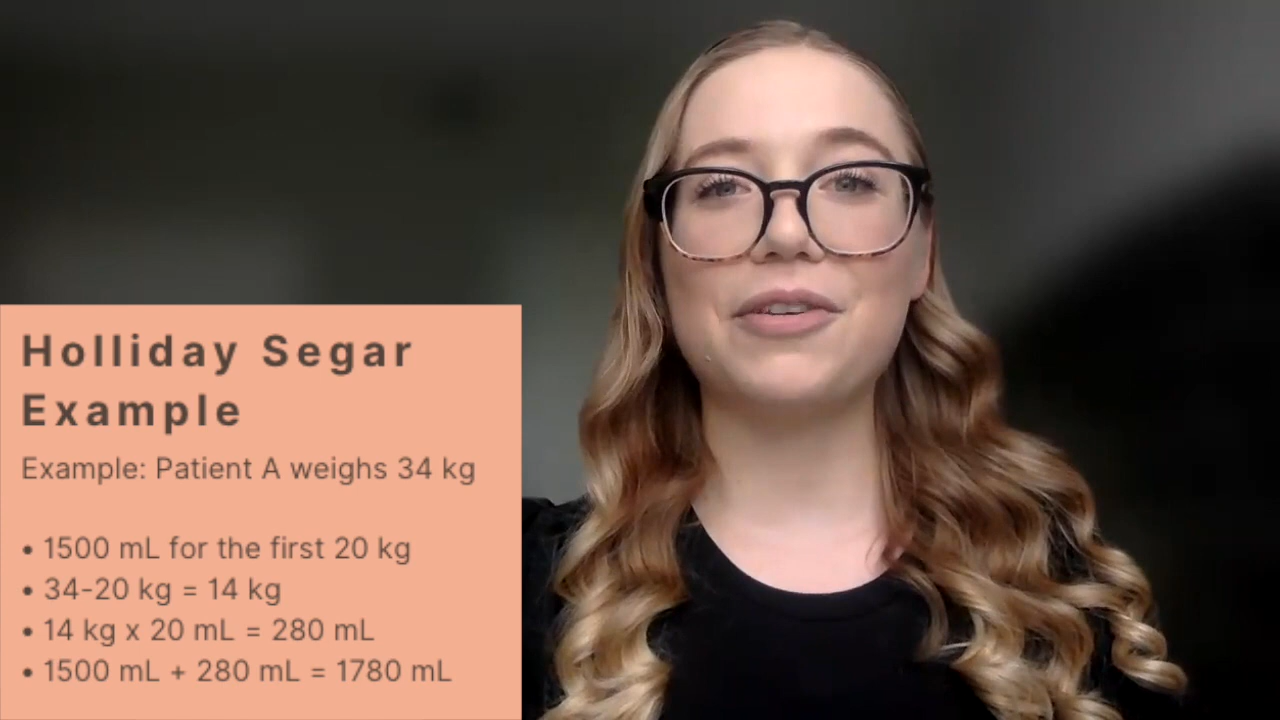 Holliday Segar
Example
Example: Patient A weighs 34 kg
• 1500 mL for the first 20 kg
• 34-20 kg = 14 kg
• 14 kg x 20 mL = 280 mL
• 1500 mL + 280 mL = 1780 mL